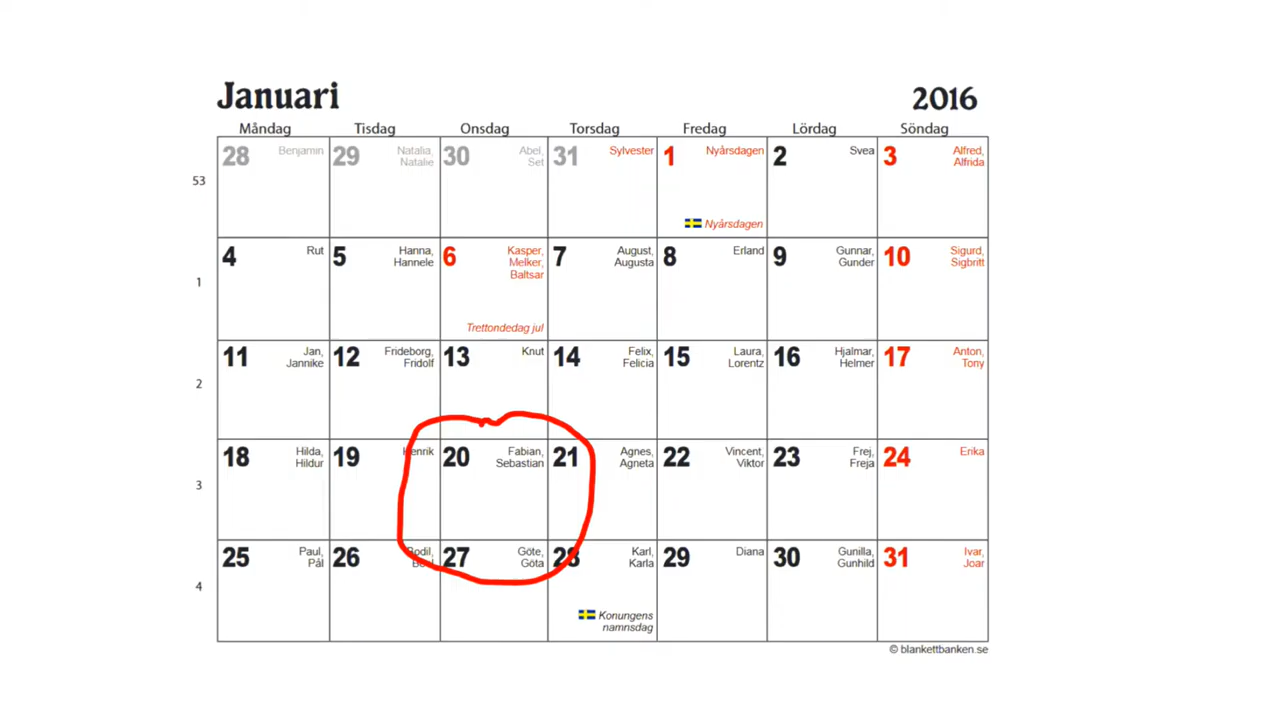 Januari 2016
Måndag Tisdag Onsdag Torsdag Fredag Lördag Söndag
53
28 Benjamin
29 Natalia,
Natalie
30 Abel,
Set
31 Sylvester
1 Nyårsdagen
Nyårsdagen
2 Svea
3 Alfred,
Alfrida
1
4 Rut
5 Hanna,
Hannele
6 Kasper,
Melker,
Baltsar
Trettondedag jul
7 August,
Augusta
8 Erland
9 Gunnar,
Gunder
10 Sigurd,
Sigbritt
2
11 Jan,
Jannike
12 Frideborg,
Fridolf
13 Knut
14 Felix,
Felicia
15 Laura,
Lorentz
16 Hjalmar,
Helmer
17 Anton,
Tony
3
18 Hilda,
Hildur
19 Henrik
20 Fabian,
Sebastian
21 Agnes,
Agneta
22 Vincent,
Viktor
23 Frej,
Freja
24 Erika
4
25 Paul,
Pål
26 Bodil,
27 Göte,
Göta
28 Karl,
Karla
Konungens
namnsdag
29 Diana
30 Gunilla,
Gunhild
31 Ivar,
Joar
© blankettbanken.se